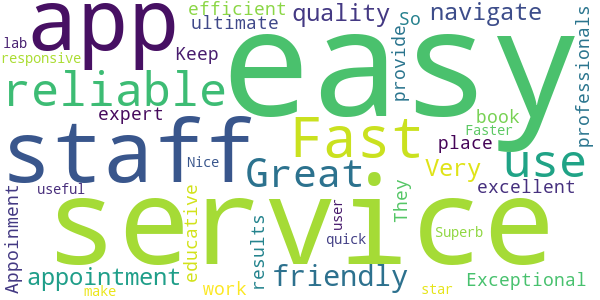 app
efficient
ultimate
quality
So
navigate
lab
responsive
Keep
reliable
expert
easy
provide
professionals
book
Faster
place
staff
Nice
useful
Fast
Great
Very
use
excellent
service
Appoinment
educative
results
user
quick
They
Superb
appointment
make
work
friendly
star
Exceptional